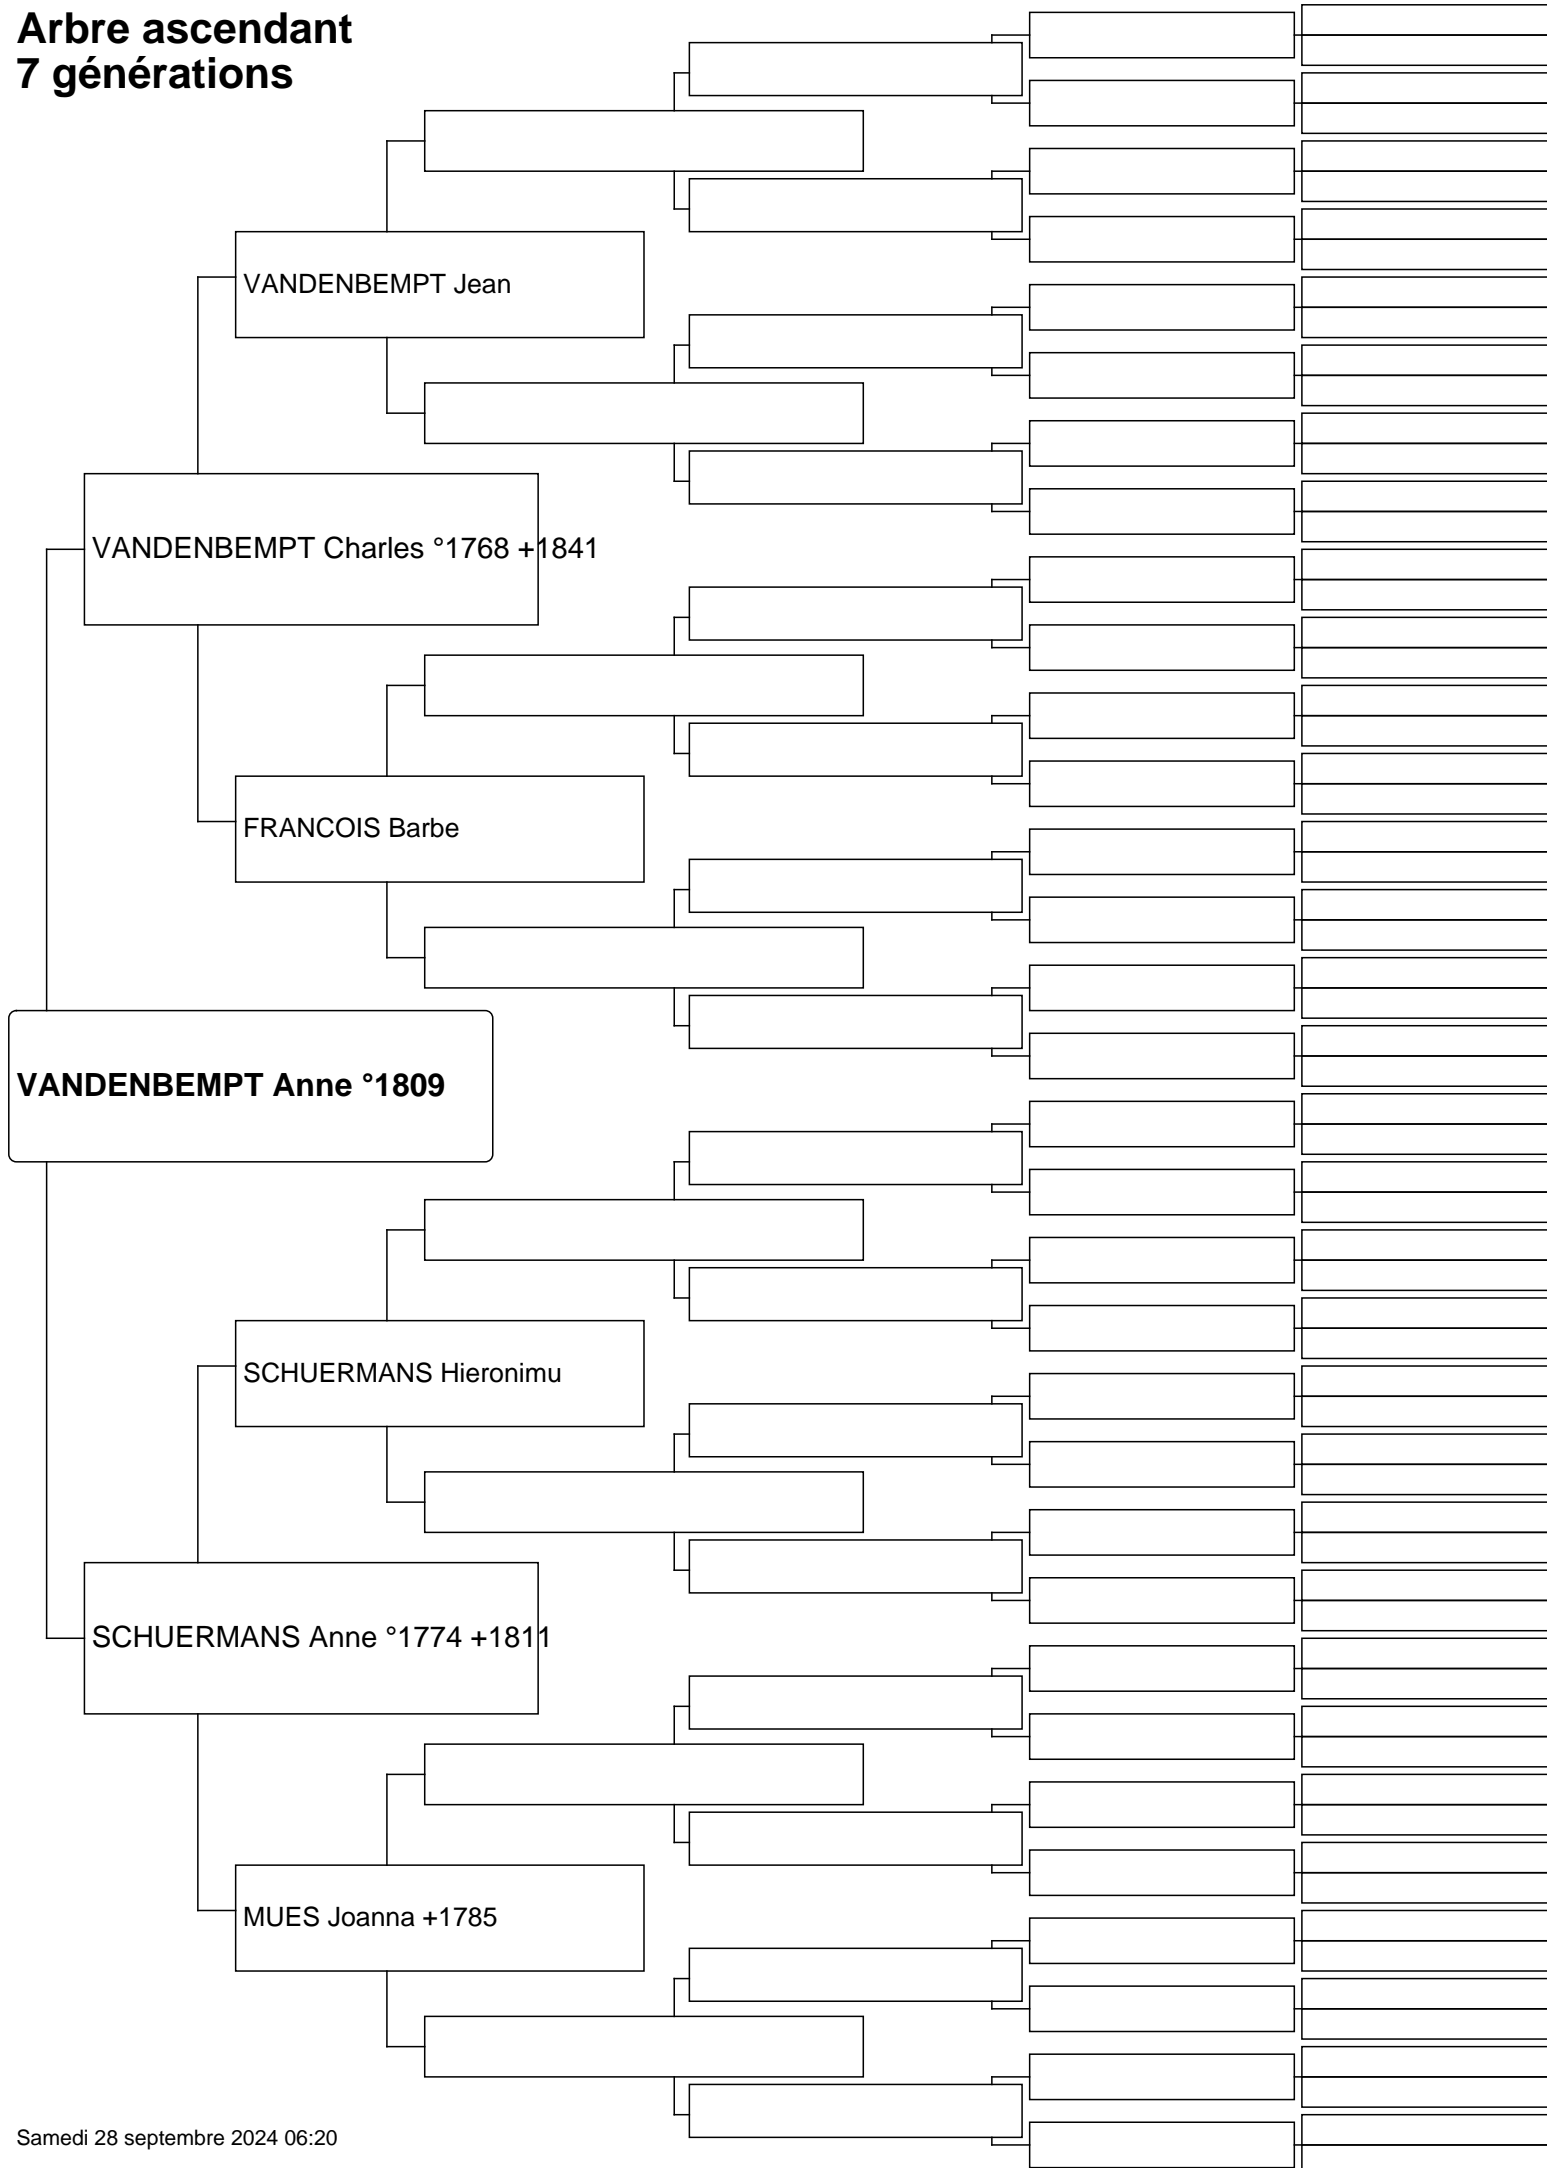 Arbre ascendant
7 générations
VANDENBEMPT Jean
VANDENBEMPT Charles °1768 +1841
FRANCOIS Barbe
VANDENBEMPT Anne °1809
SCHUERMANS Hieronimu
SCHUERMANS Anne °1774 +1811
MUES Joanna +1785
Samedi 28 septembre 2024 06:20